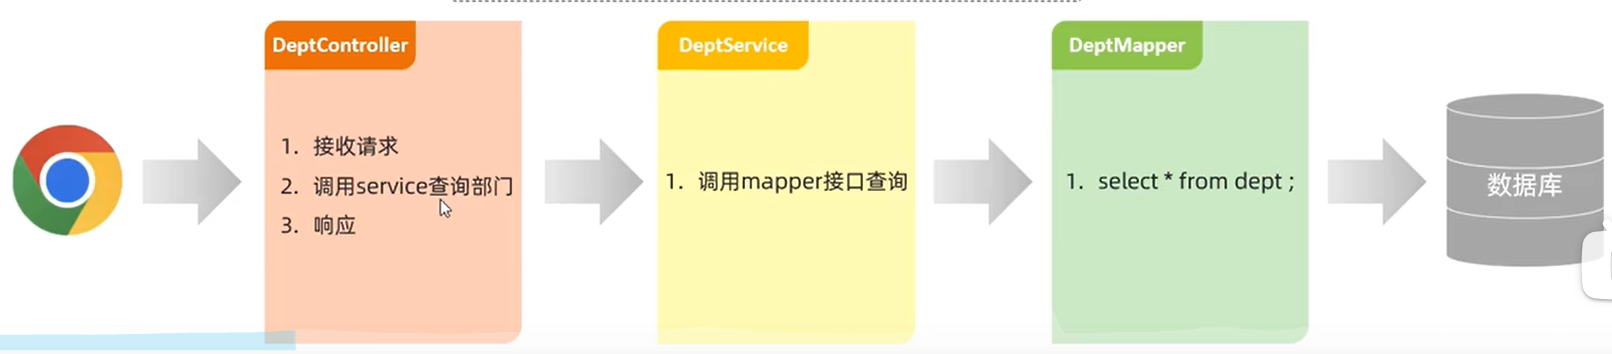 DeptController
1. 接收请求
2. 调用service查询部门
3. 响应
DeptService
1. 调用mapper接口查询
DeptMapper
1. select * from dept ;
数据库